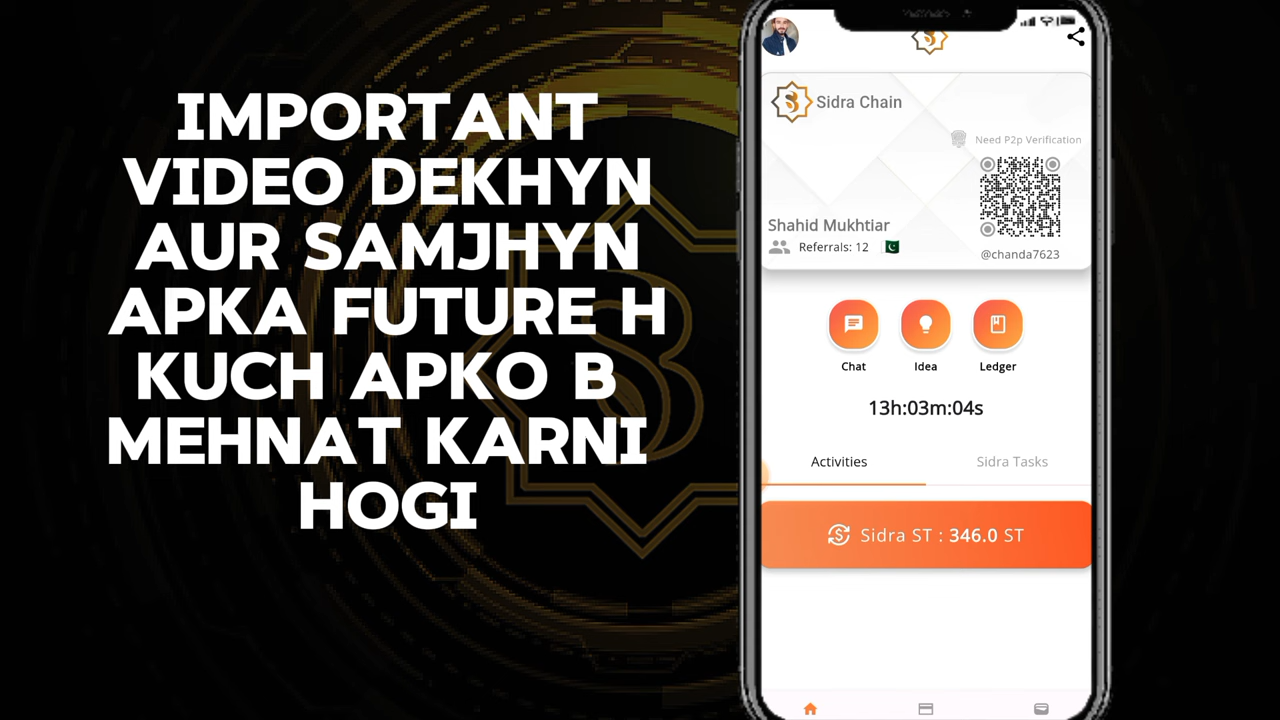 IMPORTANT
VIDEO DEKHYN
AUR SAMJHYN
APKA FUTURE H
KUCH APKO B
MEHNAT KARNI
HOGI
Sidra Chain
Need P2p Verification
Shahid Mukhtiar
Referrals: 12
@chanda7623
Chat Idea Ledger
13h:03m:04s
Activities Sidra Tasks
Sidra ST : 346.0 ST